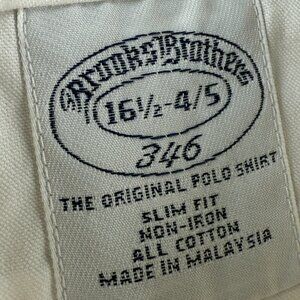 Brooks Brothers
16½-4/5
346
THE ORIGINAL POLO SHIRT
SLIM FIT
NON-IRON
ALL COTTON
MADE IN MALAYSIA